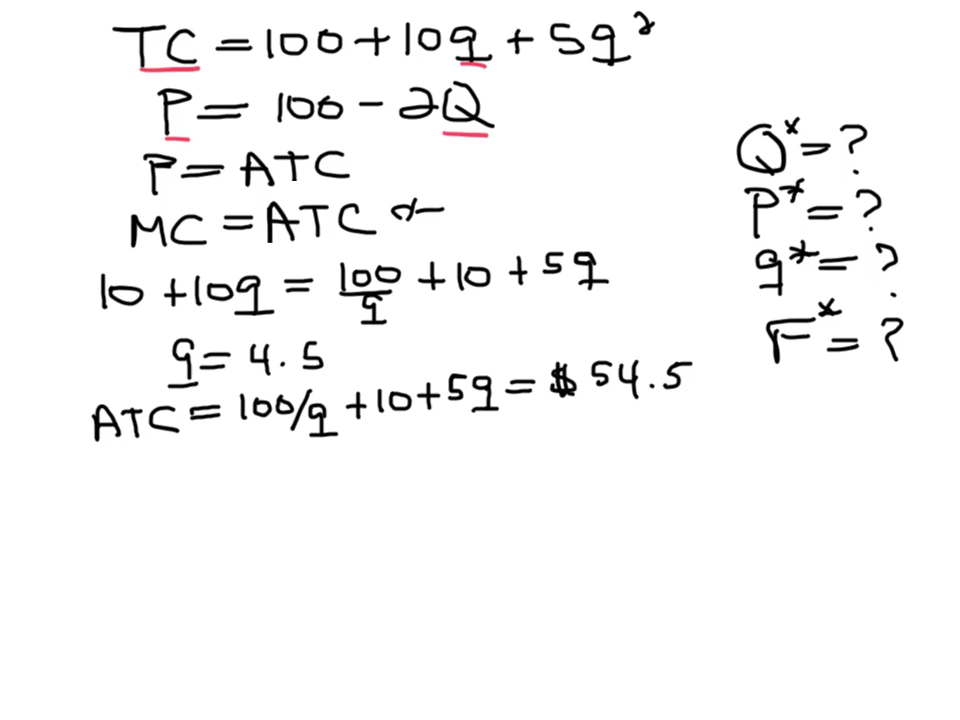 TC = 100 + 10q + 5q²
P = 100 - 2Q
P = ATC
MC = ATC
10 + 10q = 100/q + 10 + 5q
q = 4.5
ATC = 100/q + 10 + 5q = $ 54.5
Q* = ?
P* = ?
q* = ?
F* = ?